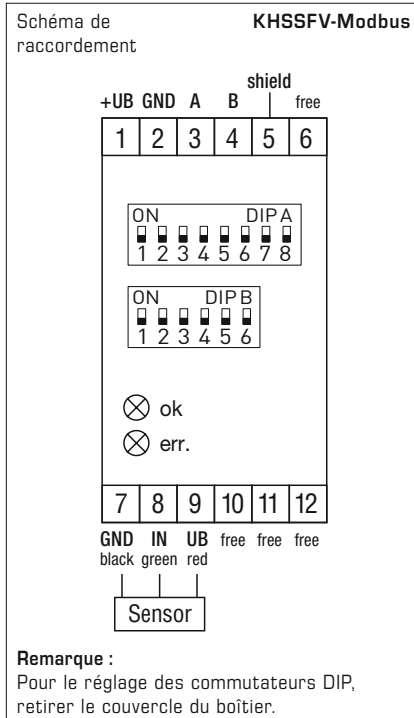 Schéma de raccordement
KHSSFV-Modbus
shield
+UB GND A B free
1 2 3 4 5 6
ON DIP A
1 2 3 4 5 6 7 8
ON DIP B
1 2 3 4 5 6
ok
err.
7 8 9 10 11 12
GND IN UB free free free
black green red
Sensor
Remarque :
Pour le réglage des commutateurs DIP,
retirer le couvercle du boîtier.